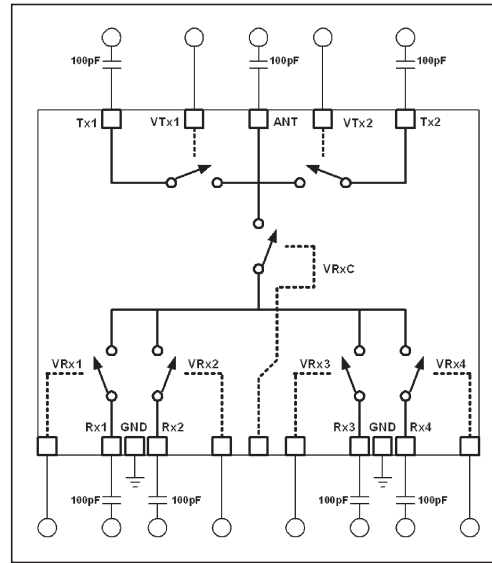 100pF 100pF 100pF
Tx1 VTx1 ANT VTx2 Tx2
VRxC
VRx1 VRx2 VRx3 VRx4
Rx1 GND Rx2 Rx3 GND Rx4
100pF 100pF 100pF 100pF